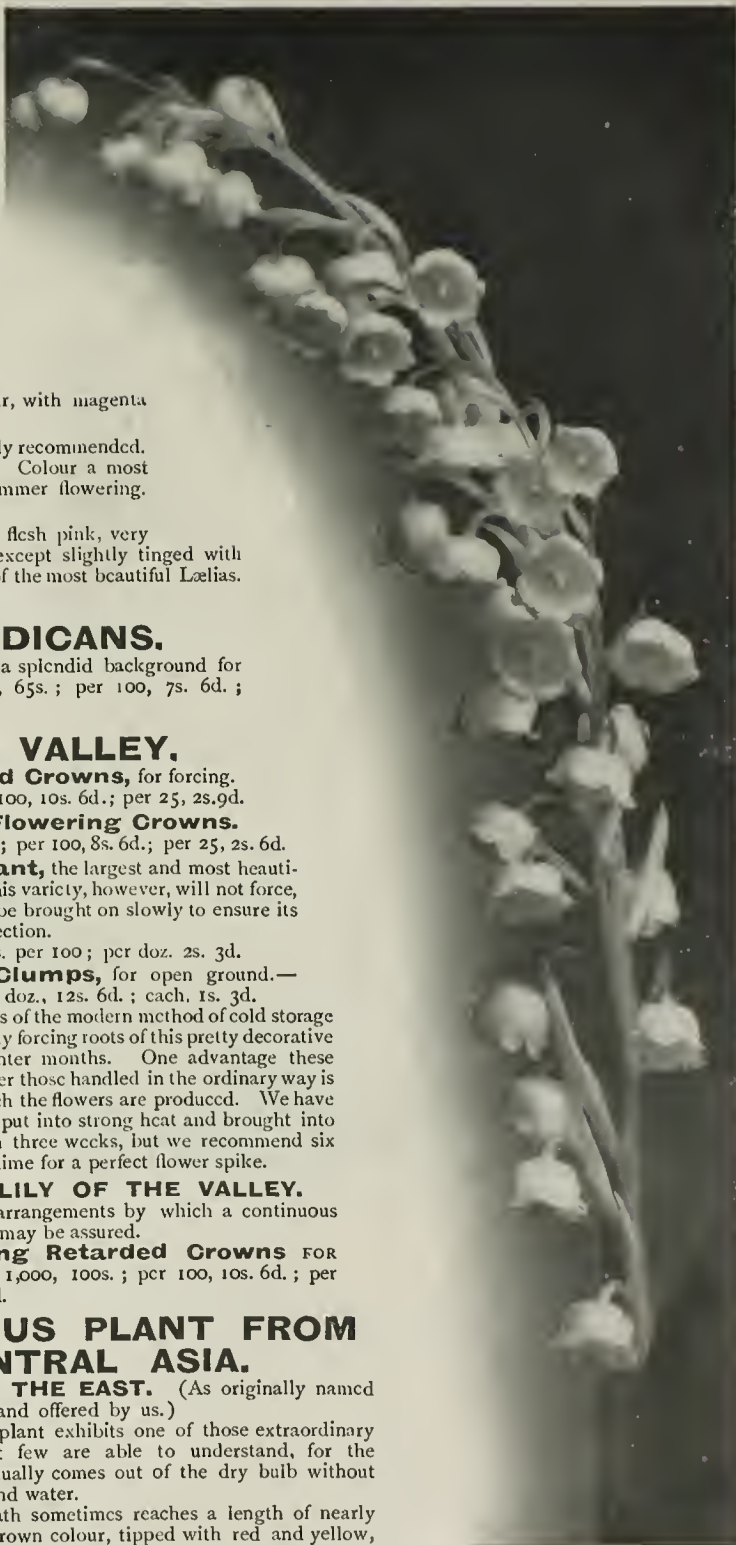 r, with magenta
ly recommended.
Colour a most
mmer flowering.
flesh pink, very
except slightly tinged with
f the most beautiful Lælias.
DICANS.
a splendid background for
, 65s. ; per 100, 7s. 6d. ;
VALLEY.
d Crowns, for forcing.
100, 10s. 6d.; per 25, 2s.9d.
Flowering Crowns.
; per 100, 8s. 6d.; per 25, 2s. 6d.
ant, the largest and most beauti-
his variety, however, will not force,
be brought on slowly to ensure its
ection.
s. per 100; per doz. 2s. 3d.
Clumps, for open ground.—
doz., 12s. 6d. ; each, 1s. 3d.
s of the modern method of cold storage
ly forcing roots of this pretty decorative
nter months. One advantage these
er those handled in the ordinary way is
ch the flowers are produced. We have
put into strong heat and brought into
n three weeks, but we recommend six
time for a perfect flower spike.
LILY OF THE VALLEY.
arrangements by which a continuous
may be assured.
ng Retarded Crowns FOR
1,000, 100s. ; per 100, 10s. 6d. ; per
d.
US PLANT FROM
NTRAL ASIA.
THE EAST. (As originally named
and offered by us.)
plant exhibits one of those extraordinary
t few are able to understand, for the
ually comes out of the dry bulb without
nd water.
ath sometimes reaches a length of nearly
rown colour, tipped with red and yellow,